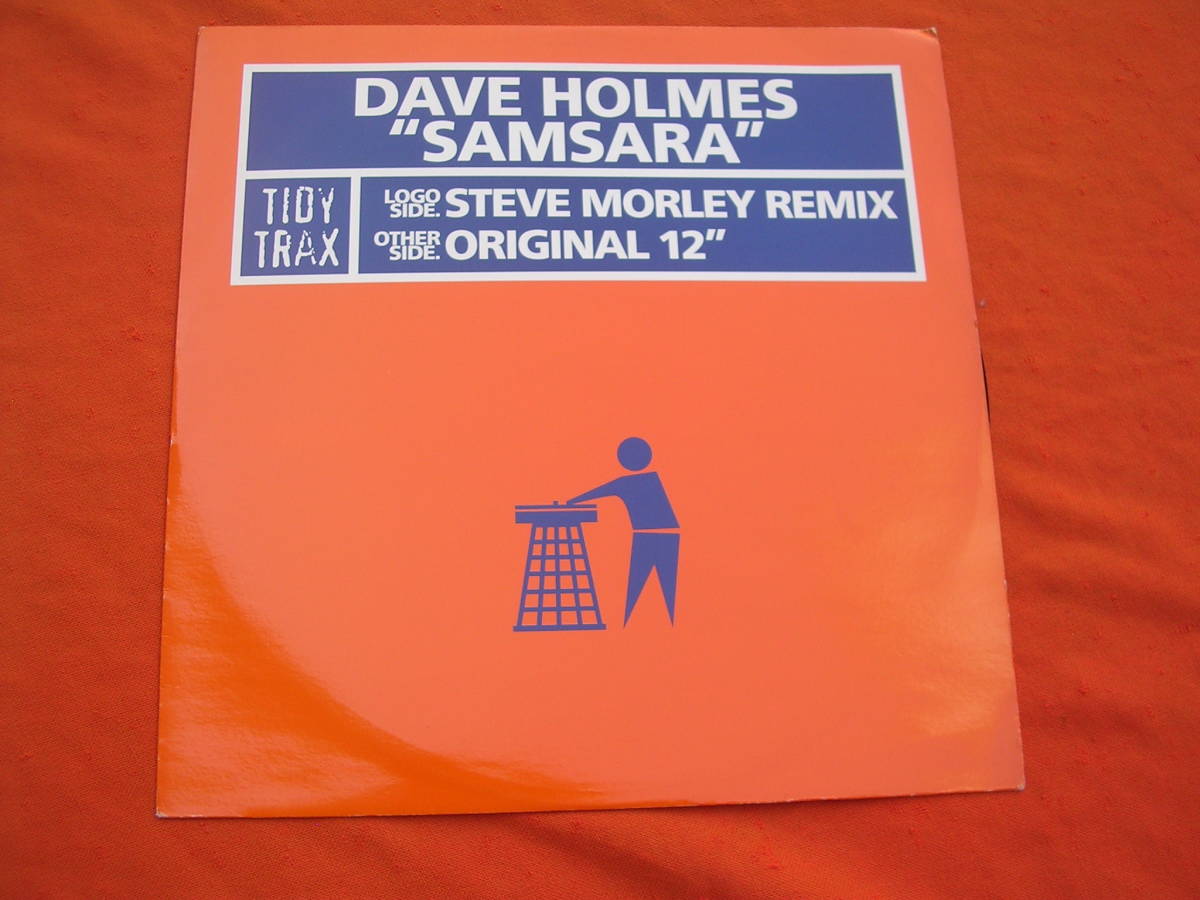 DAVE HOLMES
"SAMSARA"
TIDY
TRAX
LOGO SIDE. STEVE MORLEY REMIX
OTHER SIDE. ORIGINAL 12"